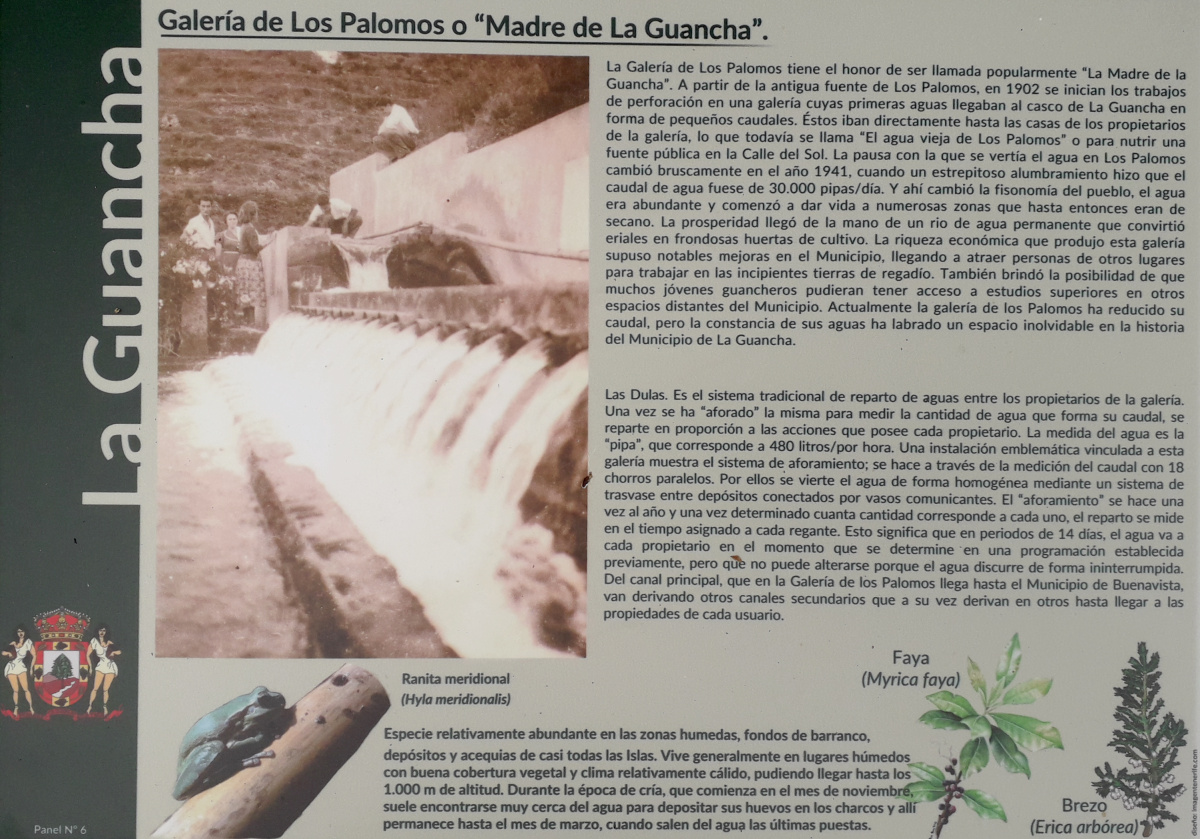 Galería de Los Palomos o “Madre de La Guancha”.
La Guancha
La Galería de Los Palomos tiene el honor de ser llamada popularmente “La Madre de la
Guancha”. A partir de la antigua fuente de Los Palomos, en 1902 se inician los trabajos
de perforación en una galería cuyas primeras aguas llegaban al casco de La Guancha en
forma de pequeños caudales. Éstos iban directamente hasta las casas de los propietarios
de la galería, lo que todavía se llama “El agua vieja de Los Palomos” o para nutrir una
fuente pública en la Calle del Sol. La pausa con la que se vertía el agua en Los Palomos
cambió bruscamente en el año 1941, cuando un estrepitoso alumbramiento hizo que el
caudal de agua fuese de 30.000 pipas/día. Y ahí cambió la fisonomía del pueblo, el agua
era abundante y comenzó a dar vida a numerosas zonas que hasta entonces eran de
secano. La prosperidad llegó de la mano de un rio de agua permanente que convirtió
eriales en frondosas huertas de cultivo. La riqueza económica que produjo esta galería
supuso notables mejoras en el Municipio, llegando a atraer personas de otros lugares
para trabajar en las incipientes tierras de regadío. También brindó la posibilidad de que
muchos jóvenes guancheros pudieran tener acceso a estudios superiores en otros
espacios distantes del Municipio. Actualmente la galería de los Palomos ha reducido su
caudal, pero la constancia de sus aguas ha labrado un espacio inolvidable en la historia
del Municipio de La Guancha.
Las Dulas. Es el sistema tradicional de reparto de aguas entre los propietarios de la galería.
Una vez se ha “aforado” la misma para medir la cantidad de agua que forma su caudal, se
reparte en proporción a las acciones que posee cada propietario. La medida del agua es la
“pipa”, que corresponde a 480 litros/por hora. Una instalación emblemática vinculada a esta
galería muestra el sistema de aforamiento; se hace a través de la medición del caudal con 18
chorros paralelos. Por ellos se vierte el agua de forma homogénea mediante un sistema de
trasvase entre depósitos conectados por vasos comunicantes. El “aforamiento” se hace una
vez al año y una vez determinado cuanta cantidad corresponde a cada uno, el reparto se mide
en el tiempo asignado a cada regante. Esto significa que en periodos de 14 días, el agua va a
cada propietario en el momento que se determine en una programación establecida
previamente, pero que no puede alterarse porque el agua discurre de forma ininterrumpida.
Del canal principal, que en la Galería de los Palomos llega hasta el Municipio de Buenavista,
van derivando otros canales secundarios que a su vez derivan en otros hasta llegar a las
propiedades de cada usuario.
Ranita meridional
(Hyla meridionalis)
Especie relativamente abundante en las zonas humedas, fondos de barranco,
depósitos y acequias de casi todas las Islas. Vive generalmente en lugares húmedos
con buena cobertura vegetal y clima relativamente cálido, pudiendo llegar hasta los
1.000 m de altitud. Durante la época de cría, que comienza en el mes de noviembre,
suele encontrarse muy cerca del agua para depositar sus huevos en los charcos y allí
permanece hasta el mes de marzo, cuando salen del agua las últimas puestas.
Faya
(Myrica faya)
Brezo
(Erica arbórea)
Panel Nº 6